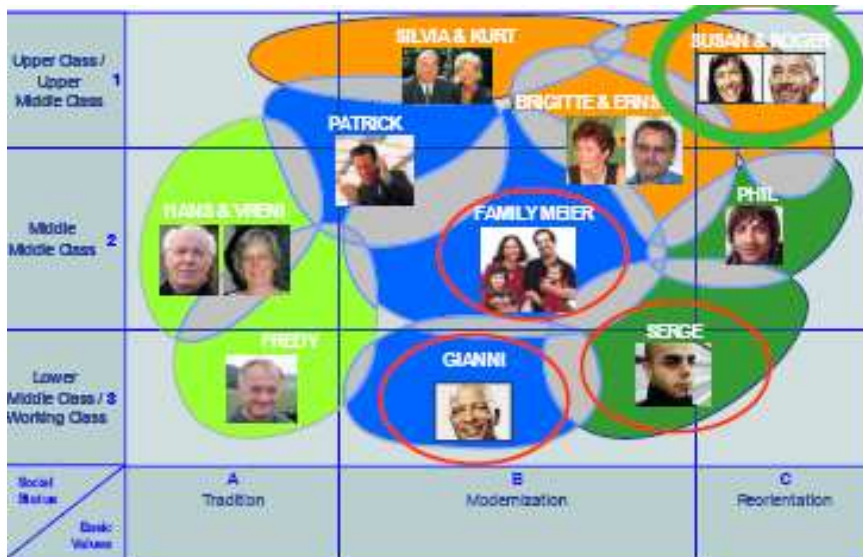 SILVIA & KURT
SUSAN & ROGER
Upper Class /
Upper 1
Middle Class
BRIGITTE & ERNS
PATRICK
HANS & VRENI
FAMILY MEIER
PHIL
Middle
Middle Class 2
FREDY
GIANNI
SERGE
Lower
Middle Class / 3
Working Class
Social
Status
Basic
Values
A
Tradition
B
Modernization
C
Reorientation